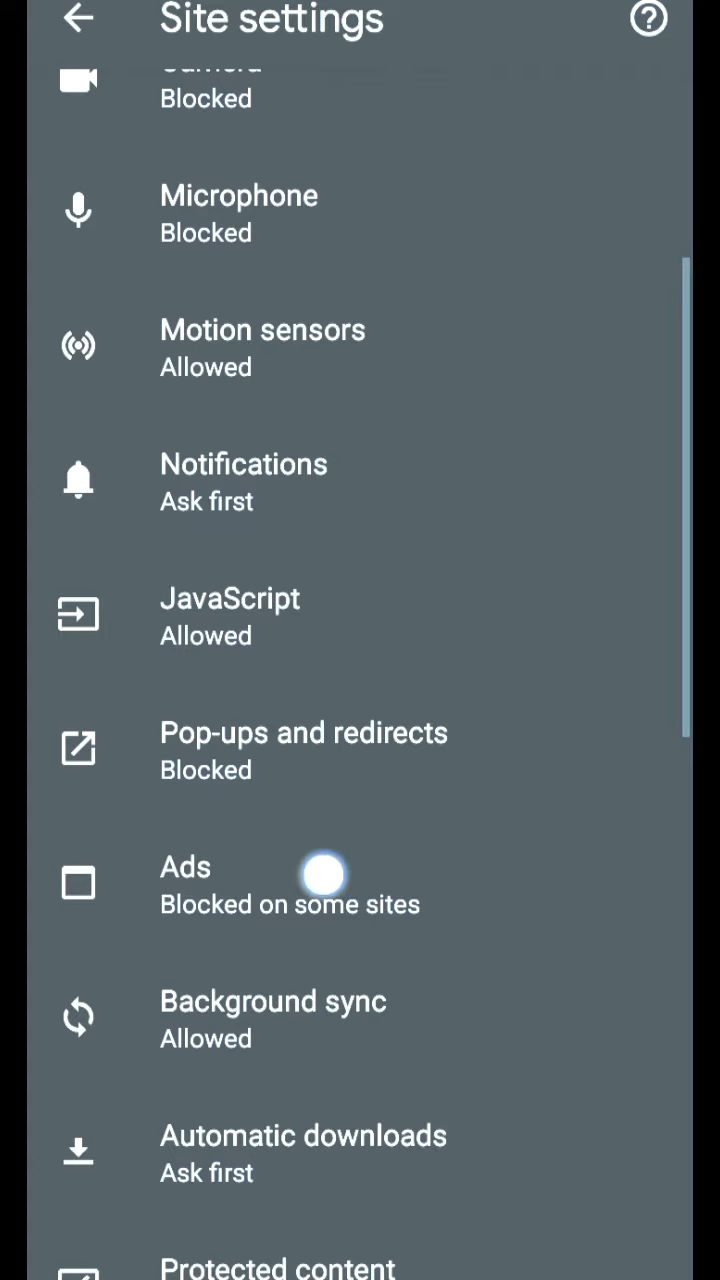 Site settings
Camera
Blocked
Microphone
Blocked
Motion sensors
Allowed
Notifications
Ask first
JavaScript
Allowed
Pop-ups and redirects
Blocked
Ads
Blocked on some sites
Background sync
Allowed
Automatic downloads
Ask first
Protected content